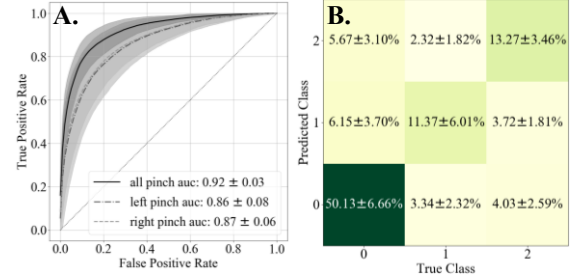 A.
1.0
0.8
0.6
0.4
0.2
0.0
True Positive Rate
all pinch auc: 0.92 ± 0.03
left pinch auc: 0.86 ± 0.08
right pinch auc: 0.87 ± 0.06
0.0 0.2 0.4 0.6 0.8 1.0
False Positive Rate
B.
Predicted Class
2 5.67±3.10% 2.32±1.82% 13.27±3.46%
1 6.15±3.70% 11.37±6.01% 3.72±1.81%
0 50.13±6.66% 3.34±2.32% 4.03±2.59%
0 1 2
True Class